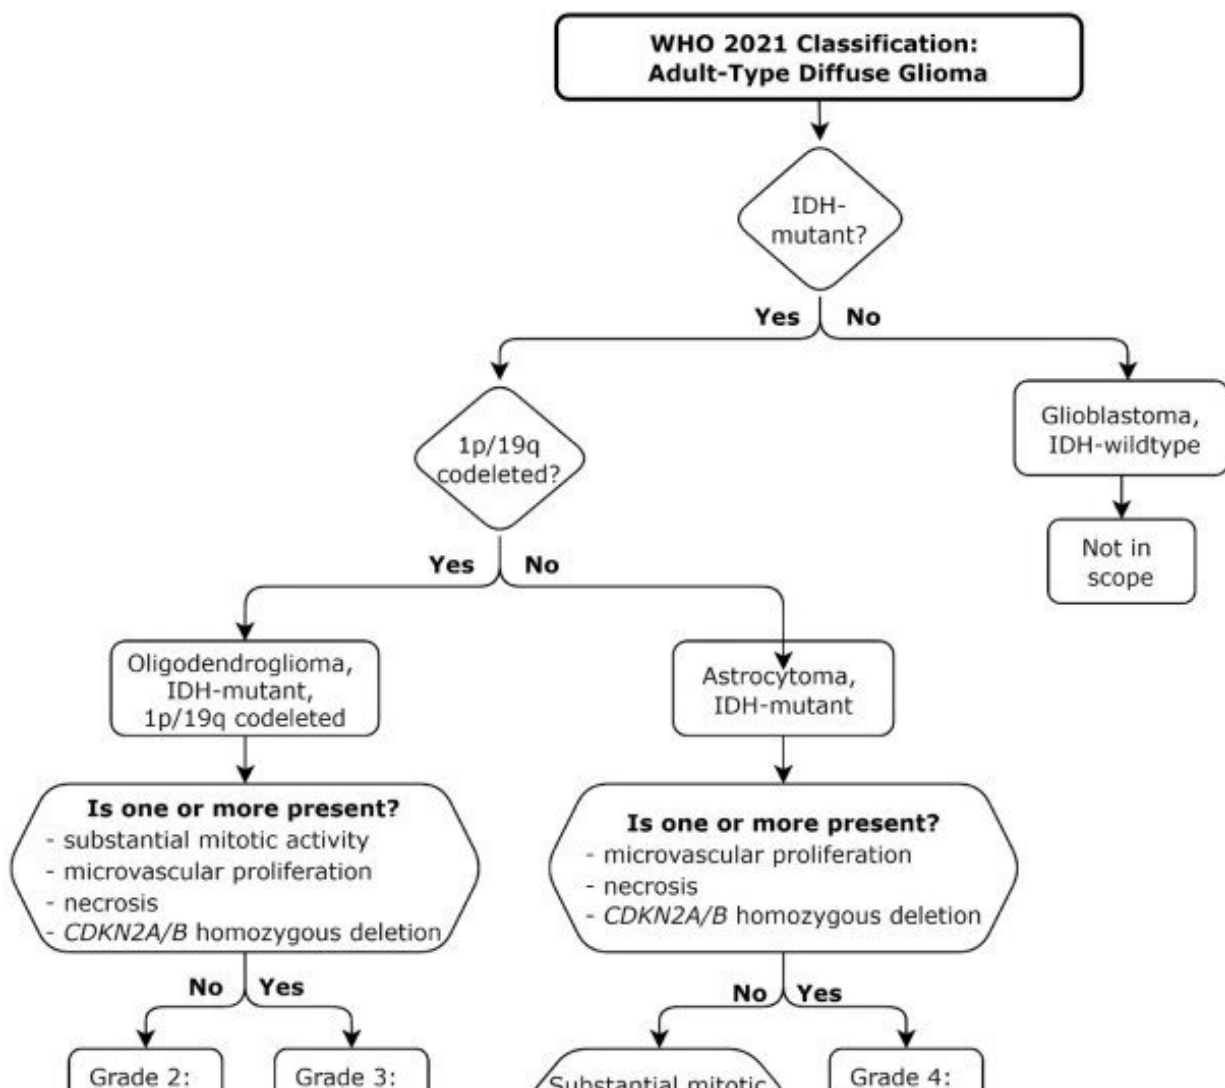 WHO 2021 Classification:
Adult-Type Diffuse Glioma
IDH-
mutant?
Yes No
1p/19q
codeleted?
Glioblastoma,
IDH-wildtype
Not in
scope
Yes No
Oligodendroglioma,
IDH-mutant,
1p/19q codeleted
Astrocytoma,
IDH-mutant
Is one or more present?
- substantial mitotic activity
- microvascular proliferation
- necrosis
- CDKN2A/B homozygous deletion
Is one or more present?
- microvascular proliferation
- necrosis
- CDKN2A/B homozygous deletion
No Yes
No Yes
Grade 2:
Grade 3:
Substantial mitotic
Grade 4: